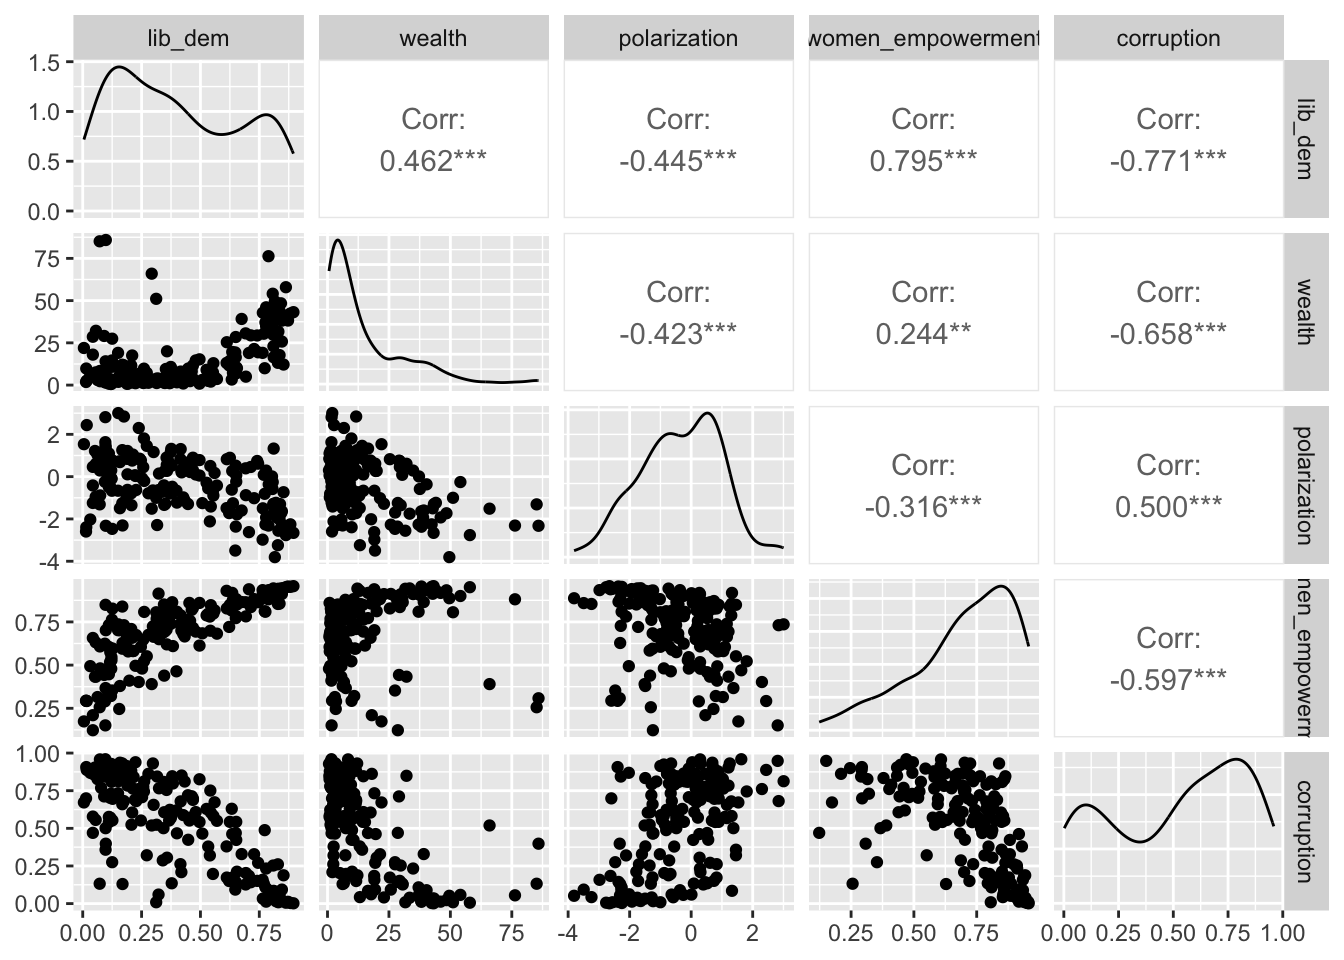 lib_dem
wealth
polarization
women_empowerment
corruption
1.5
1.0
0.5
0.0
Corr:
0.462***
Corr:
-0.445***
Corr:
0.795***
Corr:
-0.771***
lib_dem
75
50
25
0
Corr:
-0.423***
Corr:
0.244**
Corr:
-0.658***
wealth
2
0
-2
-4
Corr:
-0.316***
Corr:
0.500***
polarization
0.75
0.50
0.25
Corr:
-0.597***
men_empowerm
1.00
0.75
0.50
0.25
0.00
corruption
0.00 0.25 0.50 0.75
0 25 50 75
-4 -2 0 2
0.25 0.50 0.75
0.00 0.25 0.50 0.75 1.00